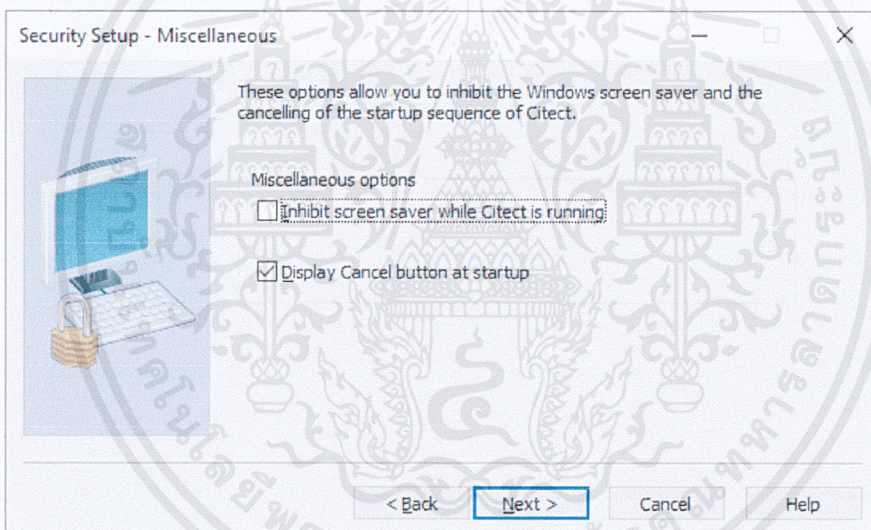 Security Setup - Miscellaneous
These options allow you to inhibit the Windows screen saver and the
cancelling of the startup sequence of Citect.
Miscellaneous options
Inhibit screen saver while Citect is running
Display Cancel button at startup
< Back Next > Cancel Help